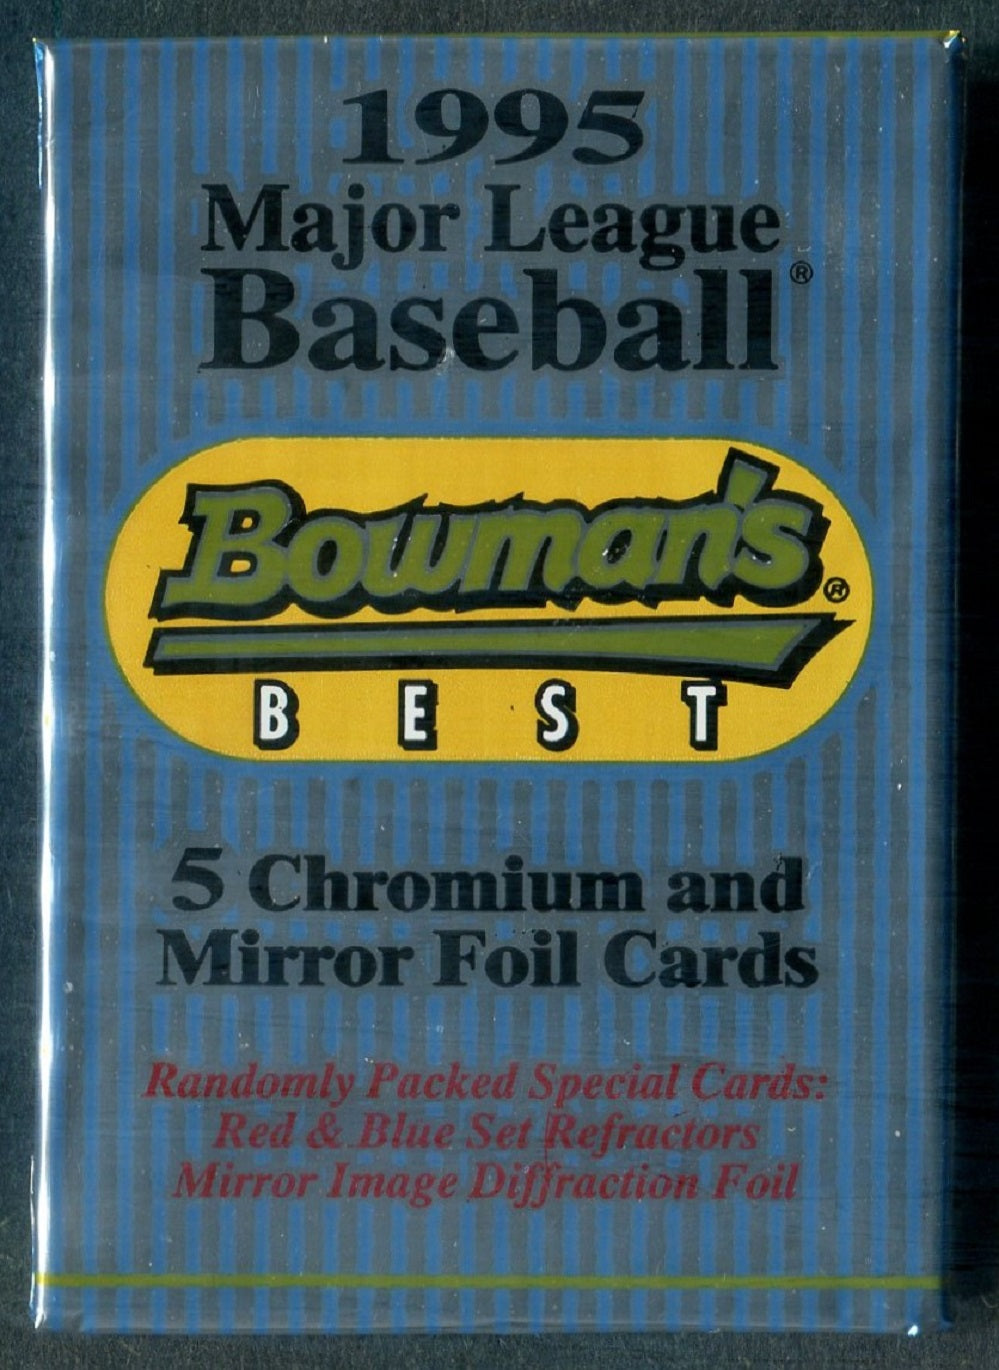 1995
Major League
Baseball®
Bowman's®
BEST
5 Chromium and
Mirror Foil Cards
Randomly Packed Special Cards:
Red & Blue Set Refractors
Mirror Image Diffraction Foil